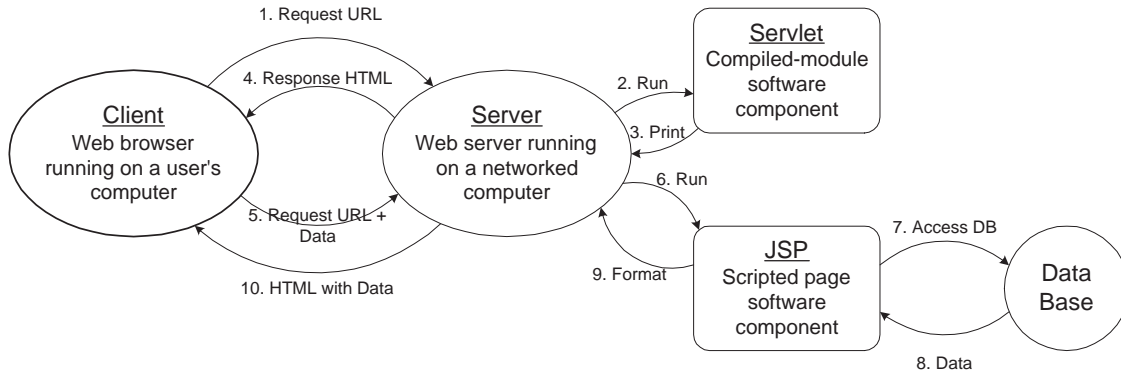 1. Request URL
4. Response HTML
Client
Web browser
running on a user's
computer
5. Request URL +
Data
10. HTML with Data
Server
Web server running
on a networked
computer
2. Run
3. Print
Servlet
Compiled-module
software
component
6. Run
9. Format
JSP
Scripted page
software
component
7. Access DB
8. Data
Data
Base